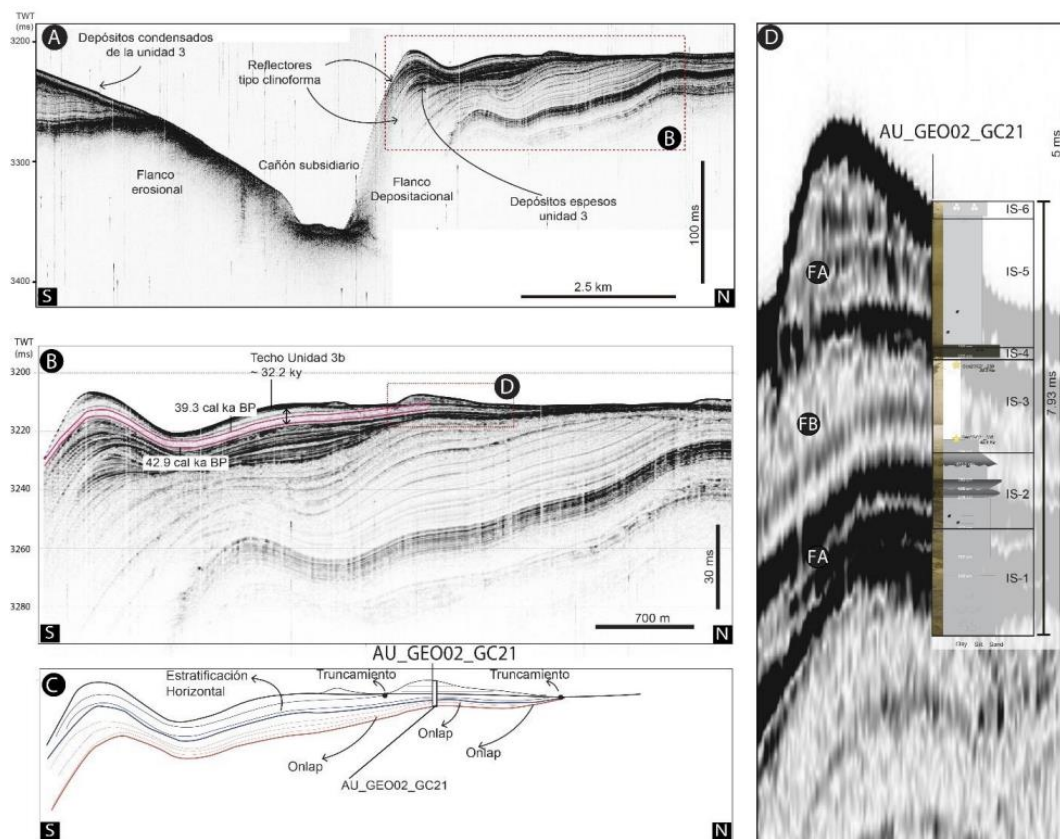 TWT
(ms)
A
3200
3300
3400
Depósitos condensados
de la unidad 3
Reflectores
tipo clinoforma
Flanco
erosional
Cañón subsidiario
Flanco
Depositacional
Depósitos espesos
unidad 3
B
100 ms
2.5 km
S
N
TWT
(ms)
B
3200
3220
3240
3260
3280
Techo Unidad 3b
~ 32.2 ky
39.3 cal ka BP
42.9 cal ka BP
D
30 ms
700 m
S
N
C
AU_GEO02_GC21
Estratificación
Horizontal
Truncamiento
Truncamiento
Onlap
Onlap
Onlap
AU_GEO02_GC21
S
N
D
AU_GEO02_GC21
5 ms
FA
FB
FA
IS-6
IS-5
IS-4
IS-3
IS-2
IS-1
7.93 ms
Sand